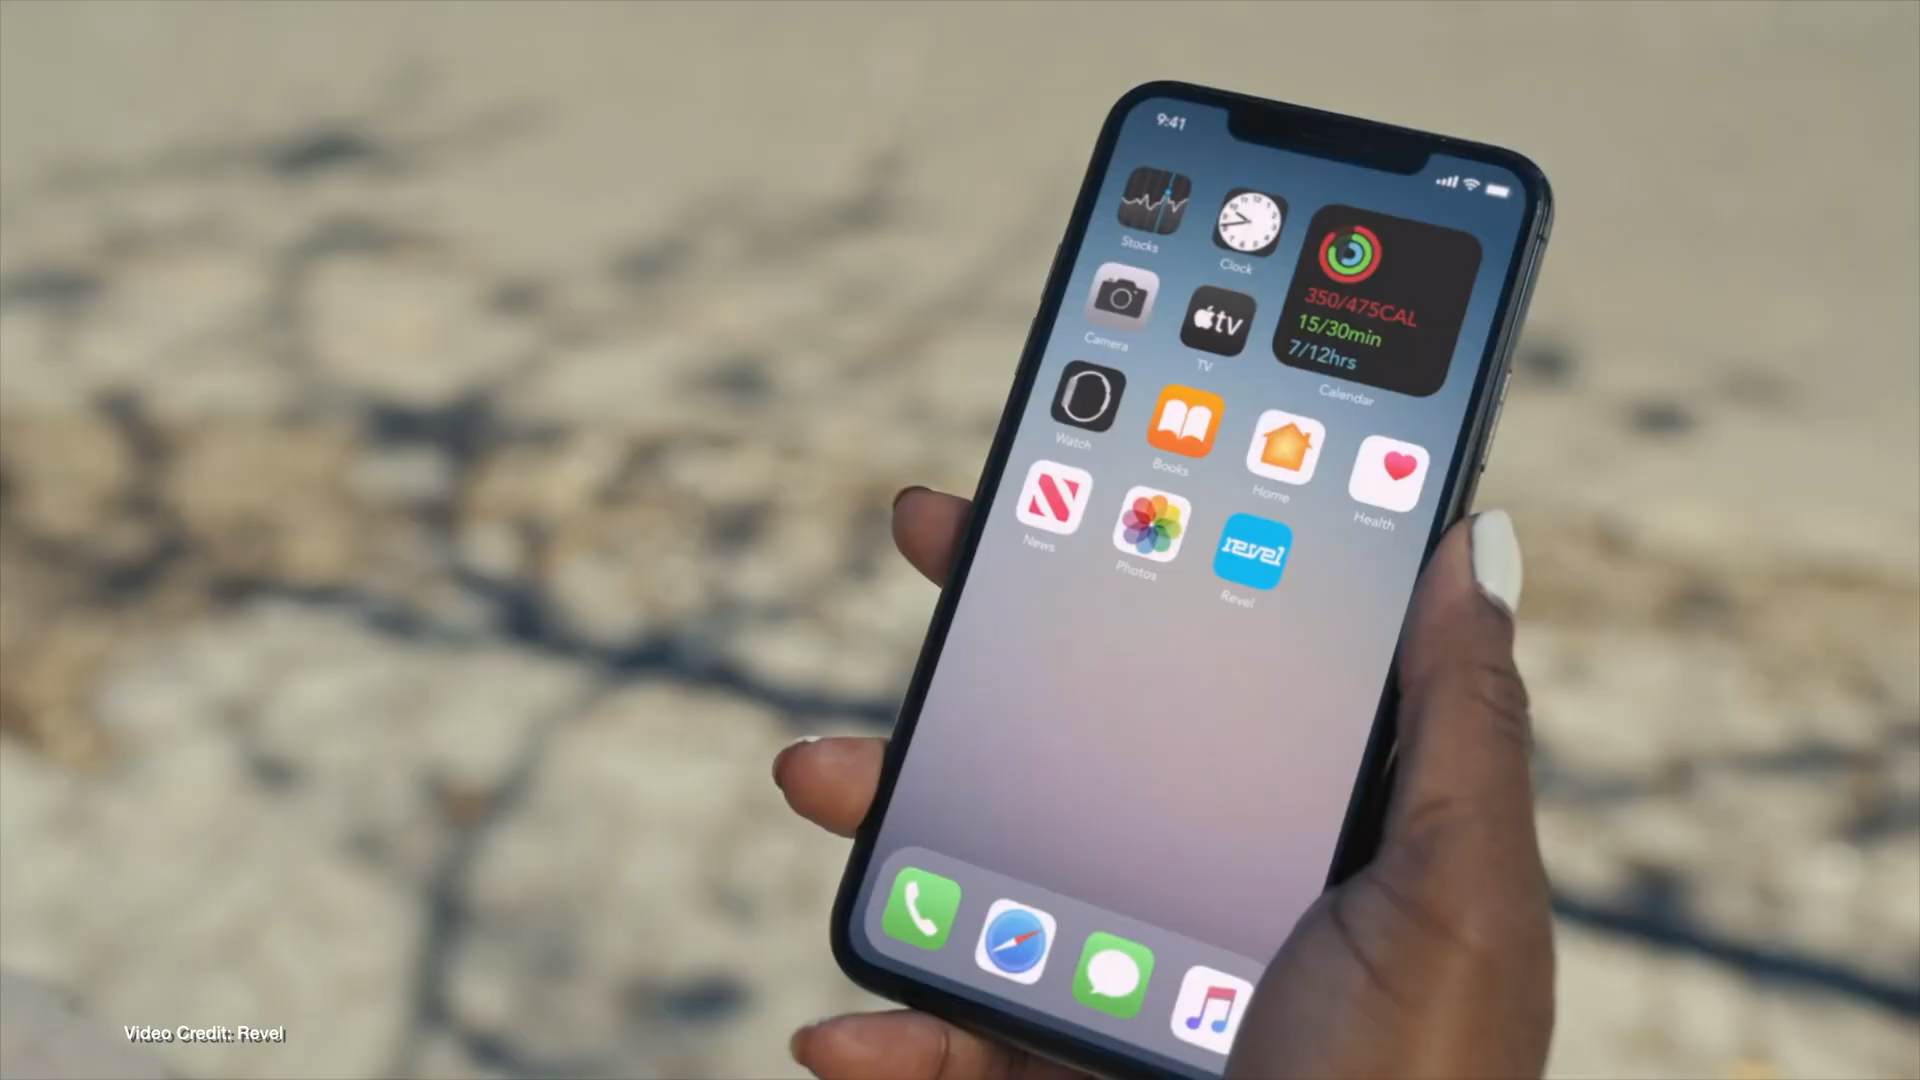 9:41
Stocks
Clock
350/475CAL
15/30min
7/12hrs
Calendar
Camera
tv
TV
Watch
Books
Home
Health
News
Photos
revel
Revel
Video Credit: Revel